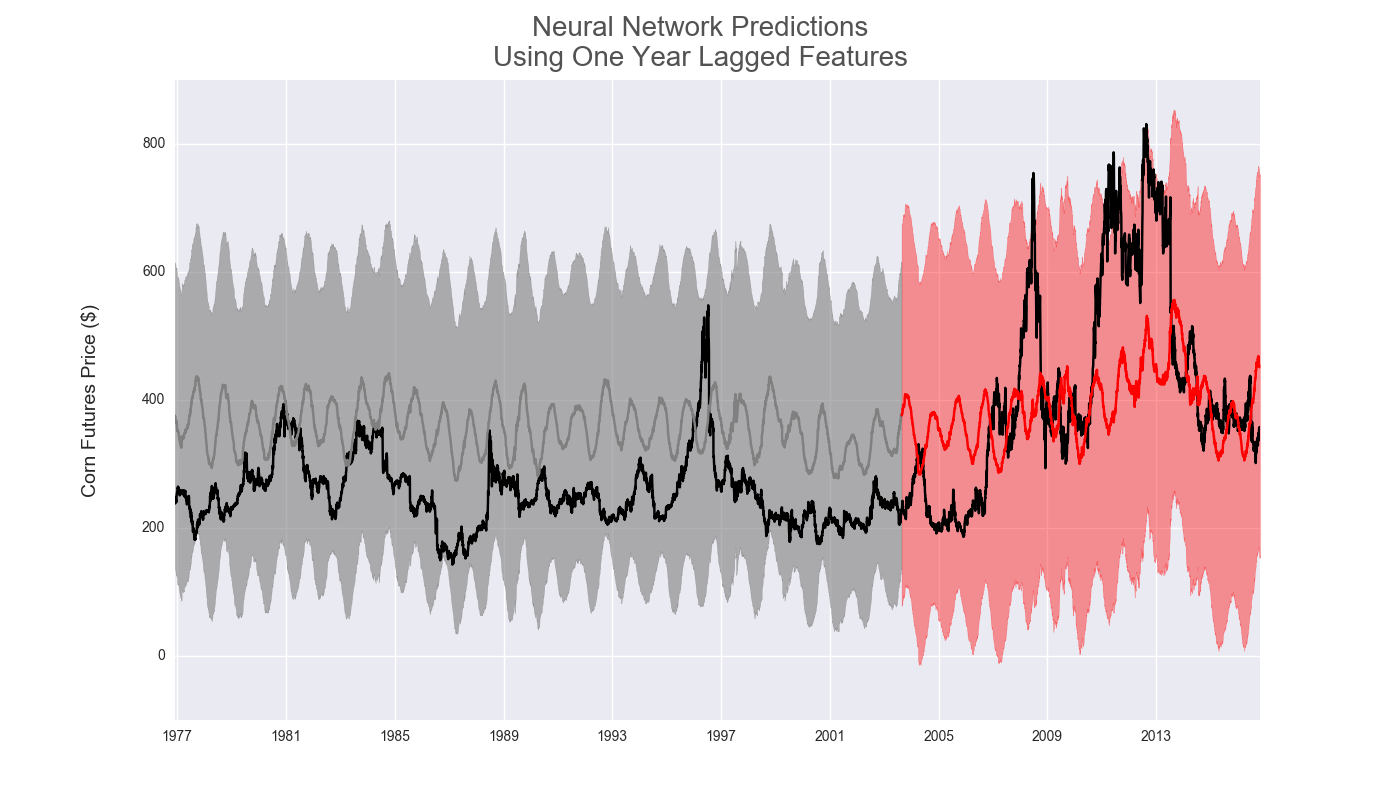 Neural Network Predictions
Using One Year Lagged Features
Corn Futures Price ($)
800
600
400
200
0
1977 1981 1985 1989 1993 1997 2001 2005 2009 2013